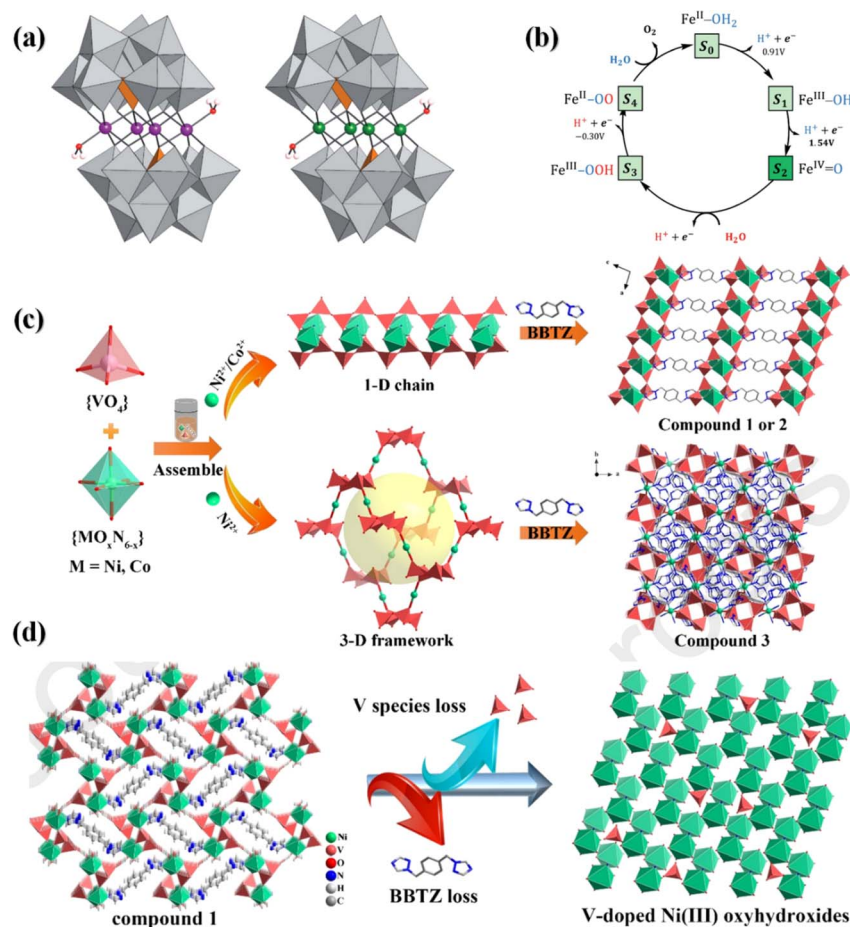 (a)
(b)
Fe^II–OH₂
O₂
H₂O
S₀
H⁺ + e⁻
0.91V
Fe^II–OO
S₄
S₁
Fe^III–OH
H⁺ + e⁻
−0.30V
H⁺ + e⁻
1.54V
Fe^III–OOH
S₃
S₂
Fe^IV=O
H⁺ + e⁻
H₂O
(c)
{VO₄}
+
{MOₓN₆₋ₓ}
M = Ni, Co
Assemble
Ni²⁺/Co²⁺
Ni²⁺
1-D chain
BBTZ
c
a
Compound 1 or 2
3-D framework
BBTZ
b
a
Compound 3
(d)
compound 1
Ni
V
O
N
H
C
V species loss
BBTZ loss
V-doped Ni(III) oxyhydroxides